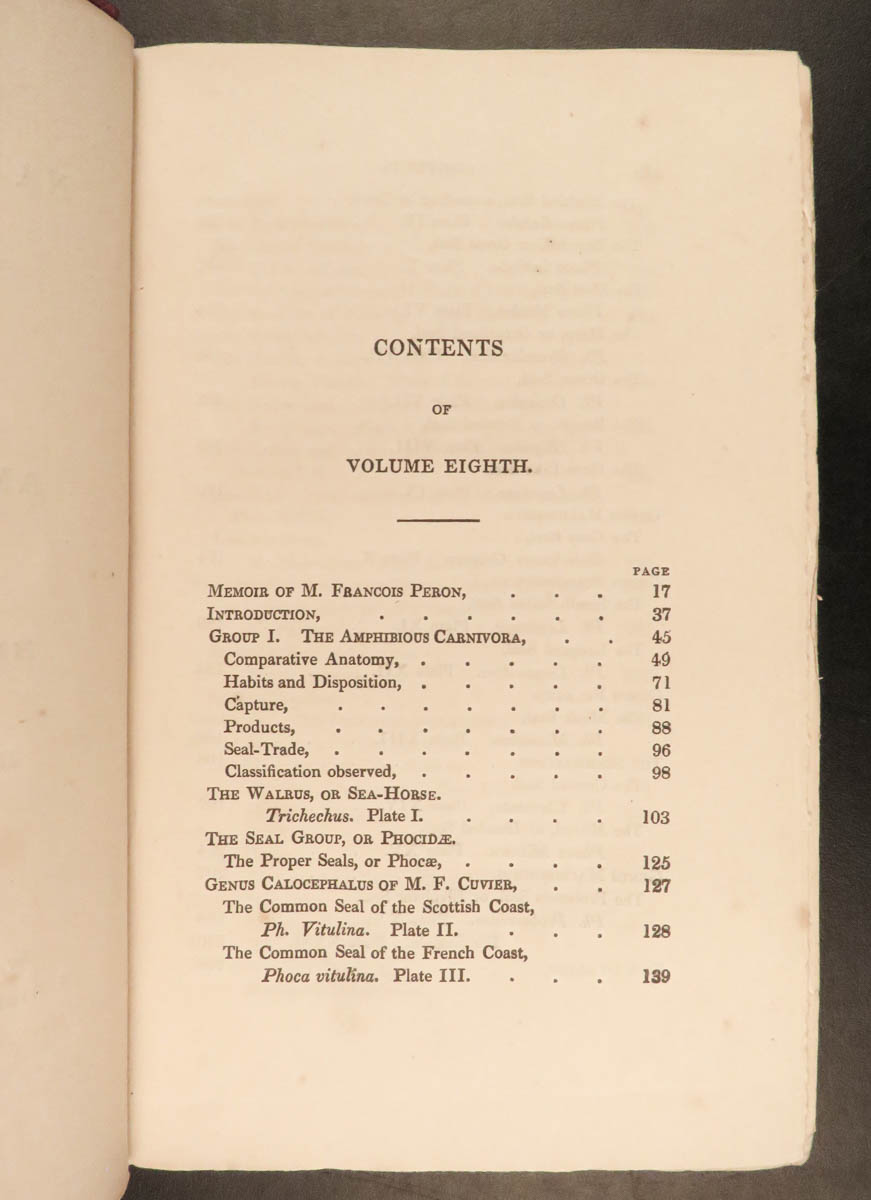 CONTENTS
OF
VOLUME EIGHTH.
PAGE
MEMOIR OF M. FRANCOIS PERON, . . . 17
INTRODUCTION, . . . . . . 37
GROUP I. THE AMPHIBIOUS CARNIVORA, . . 45
Comparative Anatomy, . . . . . 49
Habits and Disposition, . . . . . 71
Capture, . . . . . . . 81
Products, . . . . . . . 88
Seal-Trade, . . . . . . . 96
Classification observed, . . . . . 98
THE WALRUS, OR SEA-HORSE.
Trichechus. Plate I. . . . . 103
THE SEAL GROUP, OR PHOCIDÆ.
The Proper Seals, or Phocæ, . . . . 125
GENUS CALOCEPHALUS OF M. F. CUVIER, . . 127
The Common Seal of the Scottish Coast,
Ph. Vitulina. Plate II. . . . 128
The Common Seal of the French Coast,
Phoca vitulina. Plate III. . . . 139